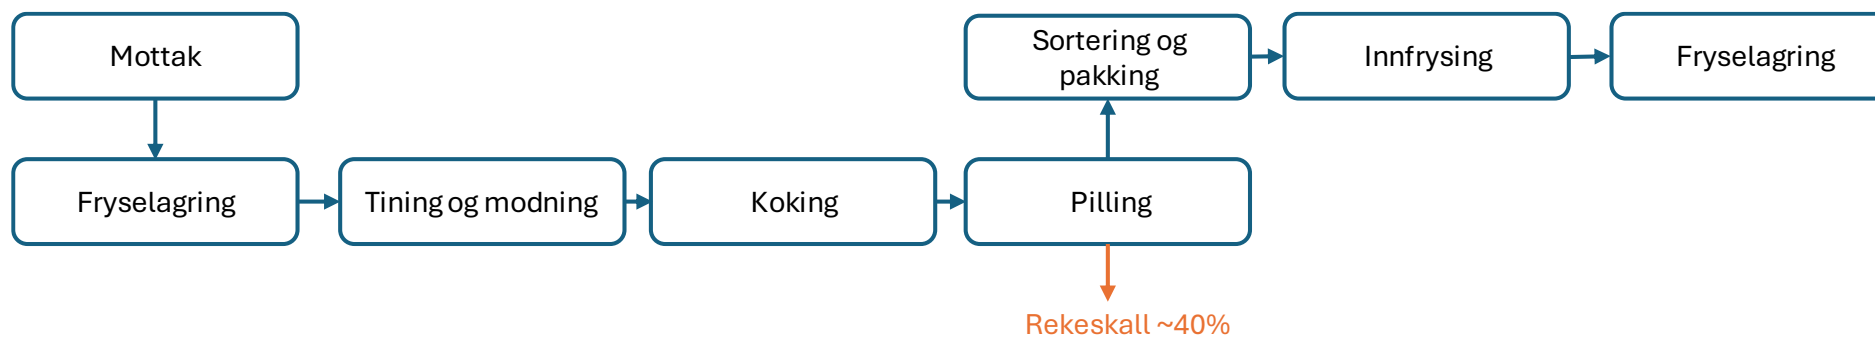 Mottak
Fryselagring
Tining og modning
Koking
Pilling
Rekeskall ~40%
Sortering og
pakking
Innfrysing
Fryselagring